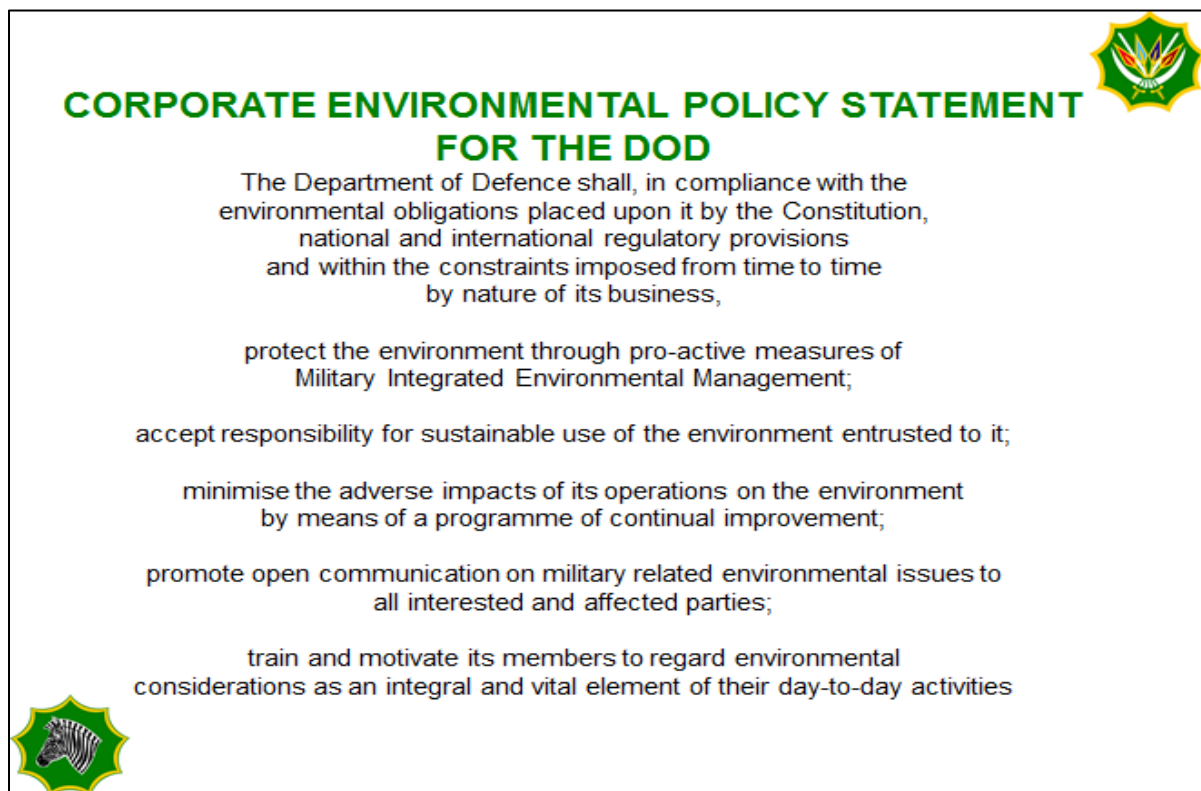 CORPORATE ENVIRONMENTAL POLICY STATEMENT
FOR THE DOD
The Department of Defence shall, in compliance with the
environmental obligations placed upon it by the Constitution,
national and international regulatory provisions
and within the constraints imposed from time to time
by nature of its business,
protect the environment through pro-active measures of
Military Integrated Environmental Management;
accept responsibility for sustainable use of the environment entrusted to it;
minimise the adverse impacts of its operations on the environment
by means of a programme of continual improvement;
promote open communication on military related environmental issues to
all interested and affected parties;
train and motivate its members to regard environmental
considerations as an integral and vital element of their day-to-day activities